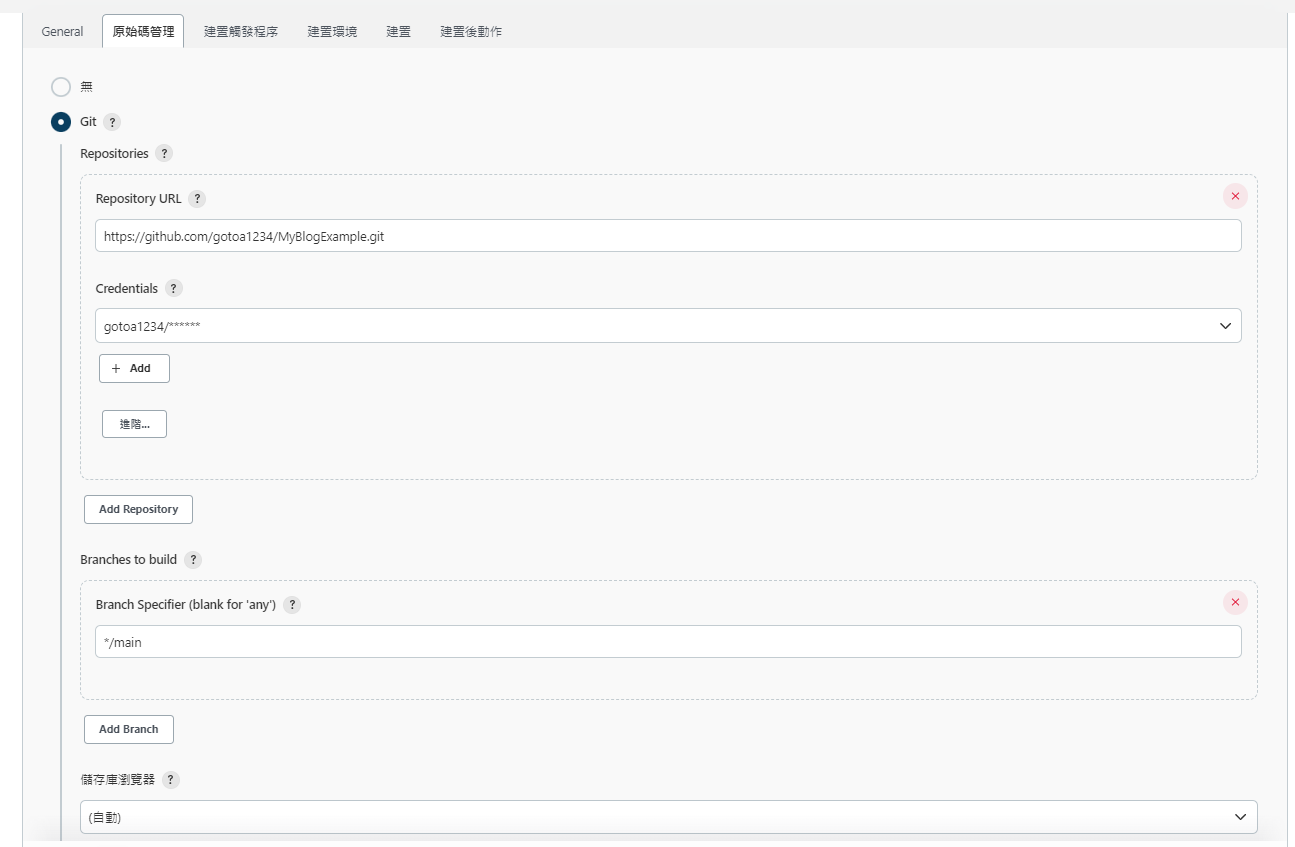 General 原始碼管理 建置觸發程序 建置環境 建置 建置後動作
無
Git ?
Repositories ?
Repository URL ?
https://github.com/gotoa1234/MyBlogExample.git
Credentials ?
gotoa1234/******
+ Add
進階...
Add Repository
Branches to build ?
Branch Specifier (blank for 'any') ?
*/main
Add Branch
儲存庫瀏覽器 ?
(自動)